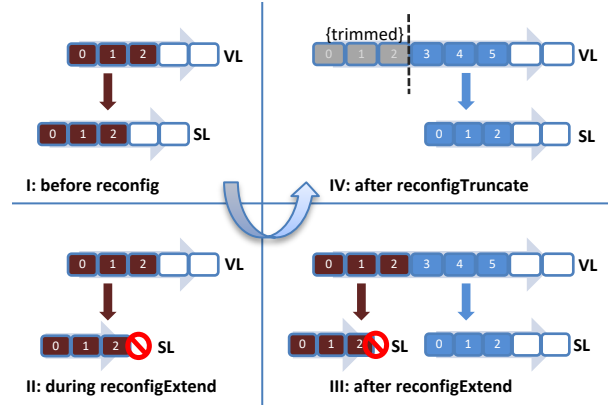 0 1 2 VL
0 1 2 SL
I: before reconfig
{trimmed}
0 1 2 3 4 5 VL
0 1 2 SL
IV: after reconfigTruncate
0 1 2 VL
0 1 2 SL
II: during reconfigExtend
0 1 2 3 4 5 VL
0 1 2 SL 0 1 2 SL
III: after reconfigExtend